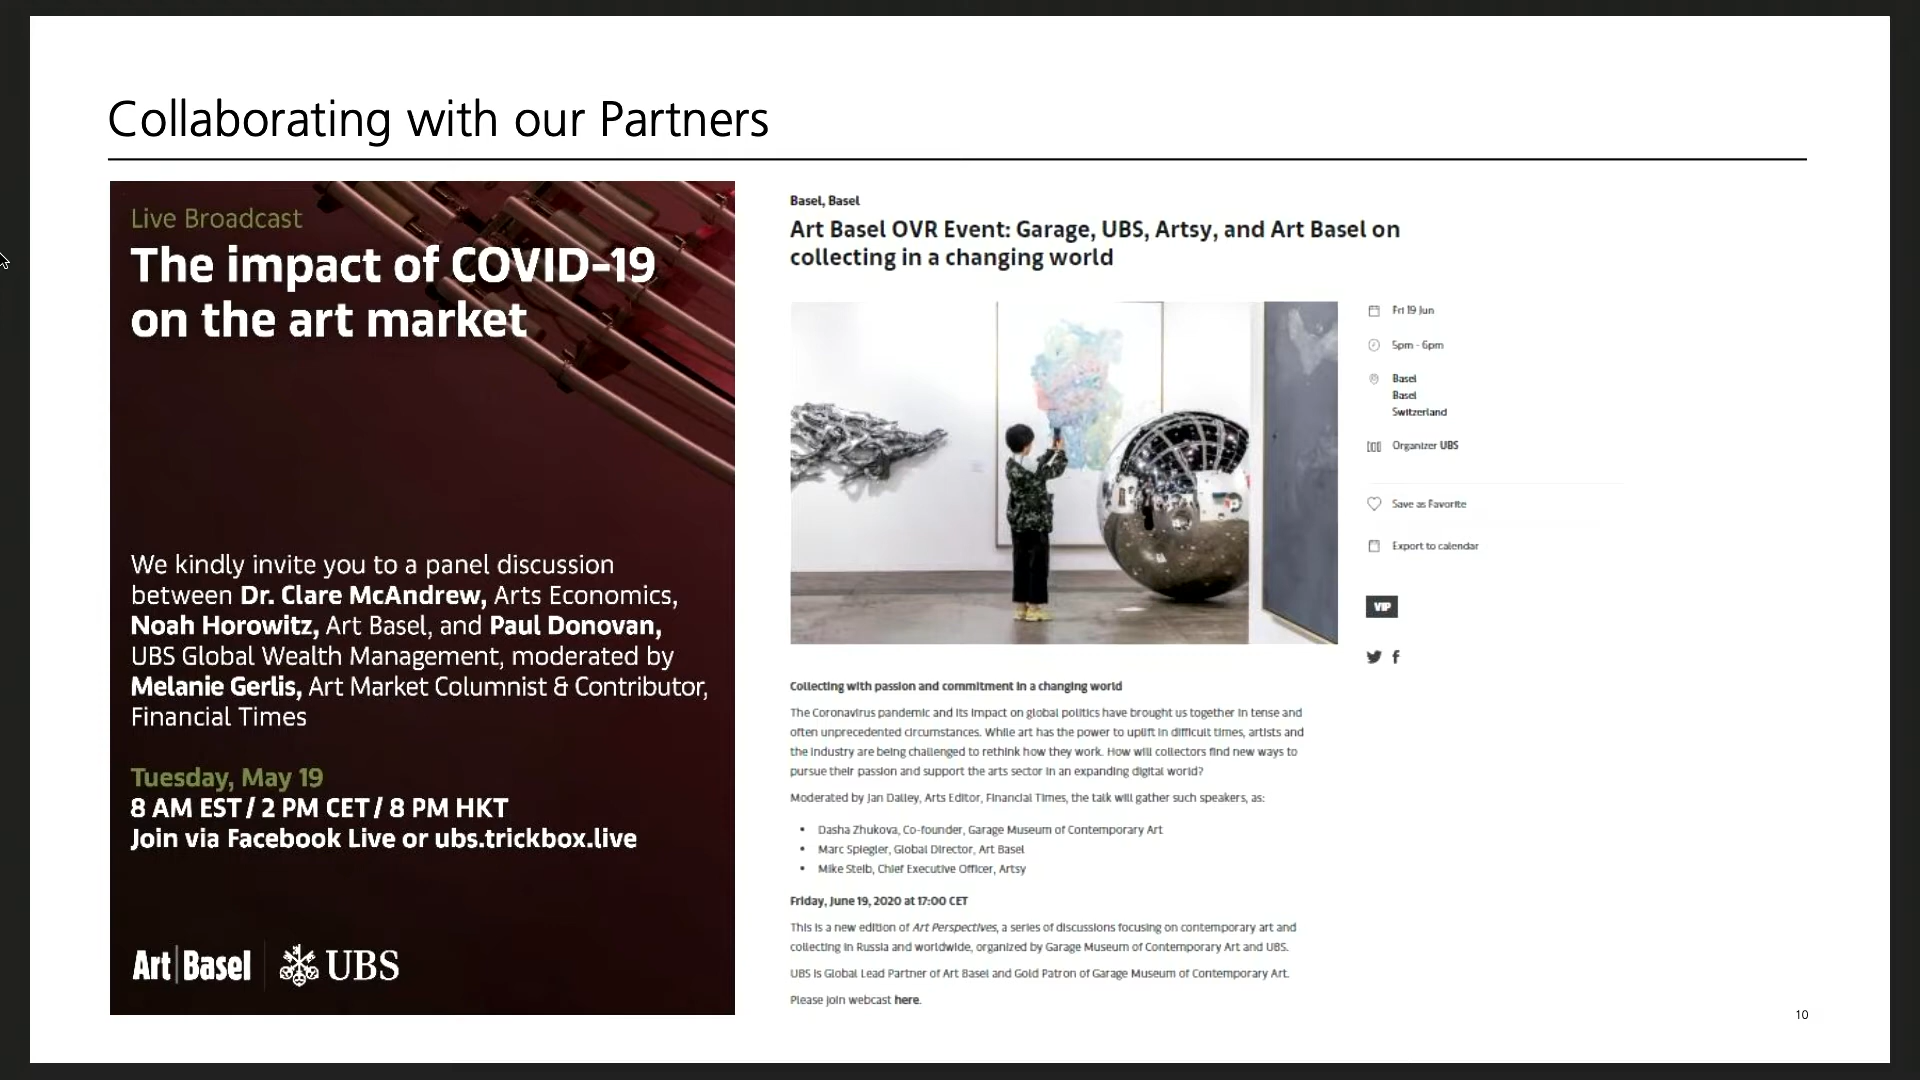 Collaborating with our Partners
Live Broadcast
The impact of COVID-19
on the art market
We kindly invite you to a panel discussion
between Dr. Clare McAndrew, Arts Economics,
Noah Horowitz, Art Basel, and Paul Donovan,
UBS Global Wealth Management, moderated by
Melanie Gerlis, Art Market Columnist & Contributor,
Financial Times
Tuesday, May 19
8 AM EST / 2 PM CET / 8 PM HKT
Join via Facebook Live or ubs.trickbox.live
Art Basel
UBS
Basel, Basel
Art Basel OVR Event: Garage, UBS, Artsy, and Art Basel on
collecting in a changing world
Fri 19 Jun
5pm - 6pm
Basel
Basel
Switzerland
Organizer UBS
Save as Favorite
Export to calendar
VIP
Collecting with passion and commitment in a changing world
The Coronavirus pandemic and its impact on global politics have brought us together in tense and
often unprecedented circumstances. While art has the power to uplift in difficult times, artists and
the industry are being challenged to rethink how they work. How will collectors find new ways to
pursue their passion and support the arts sector in an expanding digital world?
Moderated by Jan Dalley, Arts Editor, Financial Times, the talk will gather such speakers, as:
• Dasha Zhukova, Co-founder, Garage Museum of Contemporary Art
• Marc Spiegler, Global Director, Art Basel
• Mike Steib, Chief Executive Officer, Artsy
Friday, June 19, 2020 at 17:00 CET
This is a new edition of Art Perspectives, a series of discussions focusing on contemporary art and
collecting in Russia and worldwide, organized by Garage Museum of Contemporary Art and UBS.
UBS is Global Lead Partner of Art Basel and Gold Patron of Garage Museum of Contemporary Art.
Please join webcast here.
10